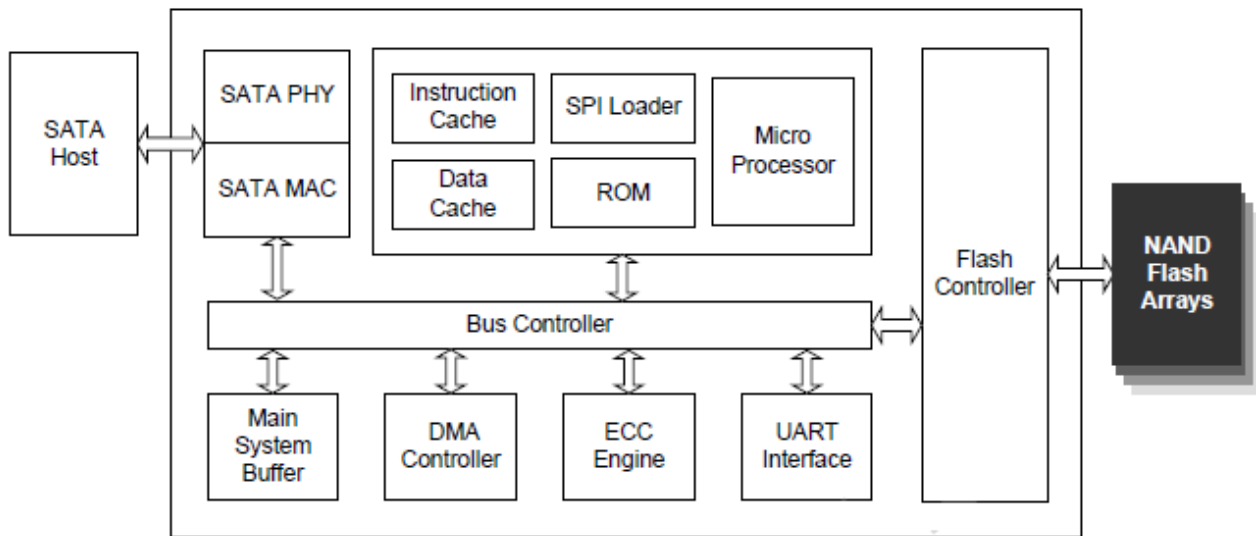 SATA
Host
SATA PHY
SATA MAC
Instruction
Cache
SPI Loader
Data
Cache
ROM
Micro
Processor
Flash
Controller
NAND
Flash
Arrays
Bus Controller
Main
System
Buffer
DMA
Controller
ECC
Engine
UART
Interface